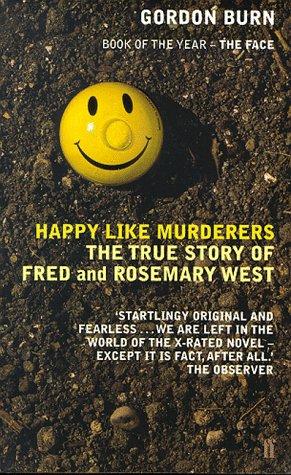 GORDON BURN
BOOK OF THE YEAR – THE FACE
HAPPY LIKE MURDERERS
THE TRUE STORY OF
FRED and ROSEMARY WEST
'STARTLINGY ORIGINAL AND
FEARLESS ... WE ARE LEFT IN THE
WORLD OF THE X-RATED NOVEL –
EXCEPT IT IS FACT, AFTER ALL.'
THE OBSERVER
ff